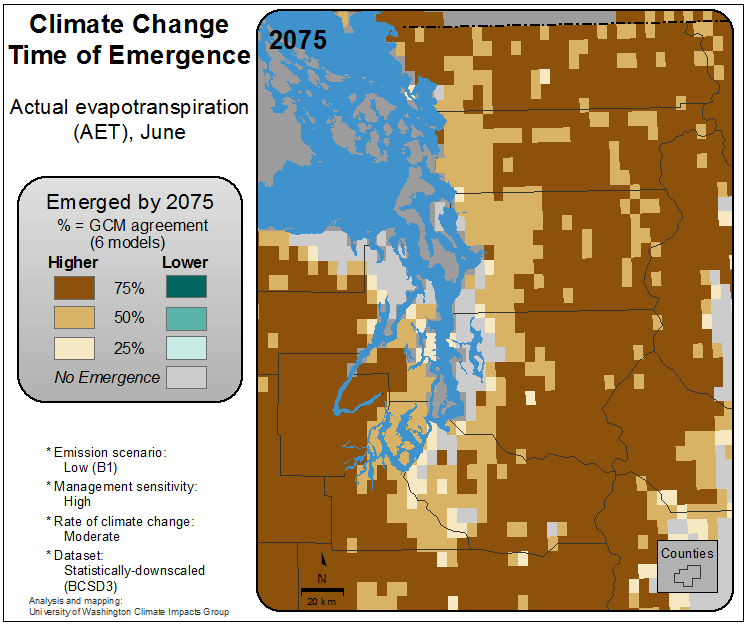 Climate Change
Time of Emergence
Actual evapotranspiration
(AET), June
Emerged by 2075
% = GCM agreement
(6 models)
Higher Lower
75%
50%
25%
No Emergence
* Emission scenario:
Low (B1)
* Management sensitivity:
High
* Rate of climate change:
Moderate
* Dataset:
Statistically-downscaled
(BCSD3)
Analysis and mapping:
University of Washington Climate Impacts Group
2075
N
20 km
Counties